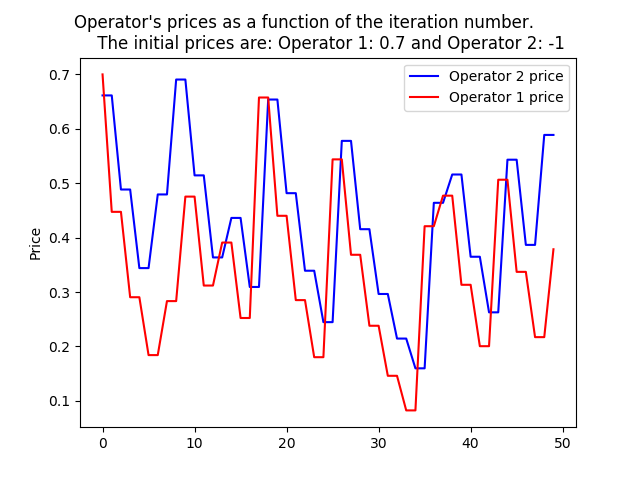 Operator's prices as a function of the iteration number.
The initial prices are: Operator 1: 0.7 and Operator 2: -1
Operator 2 price
Operator 1 price
Price
0.7
0.6
0.5
0.4
0.3
0.2
0.1
0 10 20 30 40 50